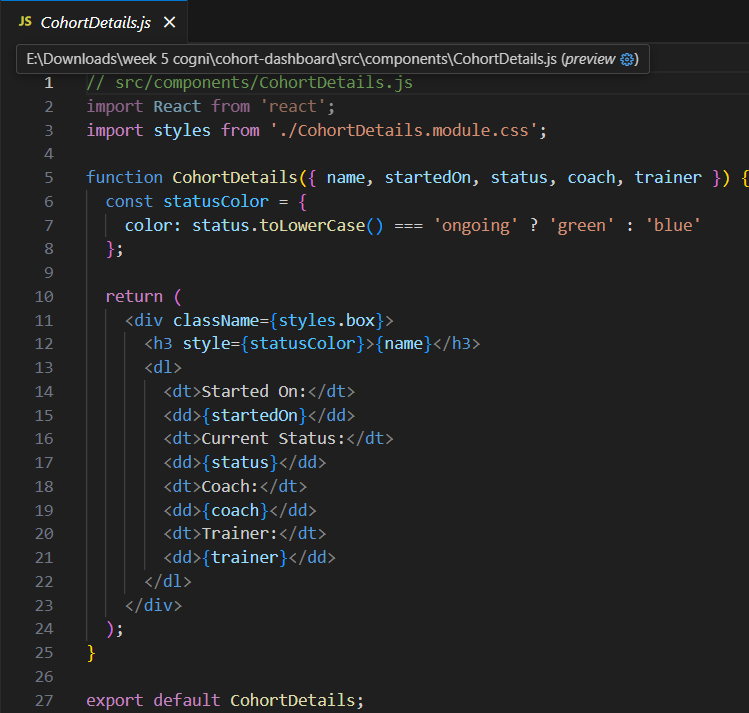 JS CohortDetails.js ×
E:\Downloads\week 5 cogni\cohort-dashboard\src\components\CohortDetails.js (preview ⚙)
1 // src/components/CohortDetails.js
2 import React from 'react';
3 import styles from './CohortDetails.module.css';
4
5 function CohortDetails({ name, startedOn, status, coach, trainer }) {
6   const statusColor = {
7     color: status.toLowerCase() === 'ongoing' ? 'green' : 'blue'
8   };
9
10   return (
11     <div className={styles.box}>
12       <h3 style={statusColor}>{name}</h3>
13       <dl>
14         <dt>Started On:</dt>
15         <dd>{startedOn}</dd>
16         <dt>Current Status:</dt>
17         <dd>{status}</dd>
18         <dt>Coach:</dt>
19         <dd>{coach}</dd>
20         <dt>Trainer:</dt>
21         <dd>{trainer}</dd>
22       </dl>
23     </div>
24   );
25 }
26
27 export default CohortDetails;